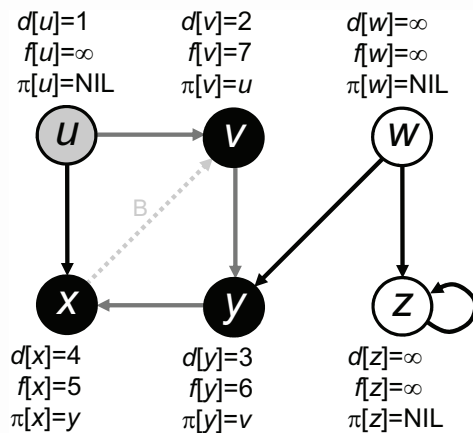 d[u]=1
f[u]=∞
π[u]=NIL
d[v]=2
f[v]=7
π[v]=u
d[w]=∞
f[w]=∞
π[w]=NIL
u
v
w
B
x
y
z
d[x]=4
f[x]=5
π[x]=y
d[y]=3
f[y]=6
π[y]=v
d[z]=∞
f[z]=∞
π[z]=NIL